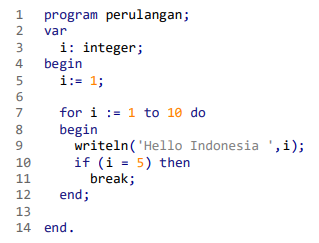 1 program perulangan;
2 var
3   i: integer;
4 begin
5   i:= 1;
6
7   for i := 1 to 10 do
8   begin
9     writeln('Hello Indonesia ',i);
10     if (i = 5) then
11       break;
12   end;
13
14 end.